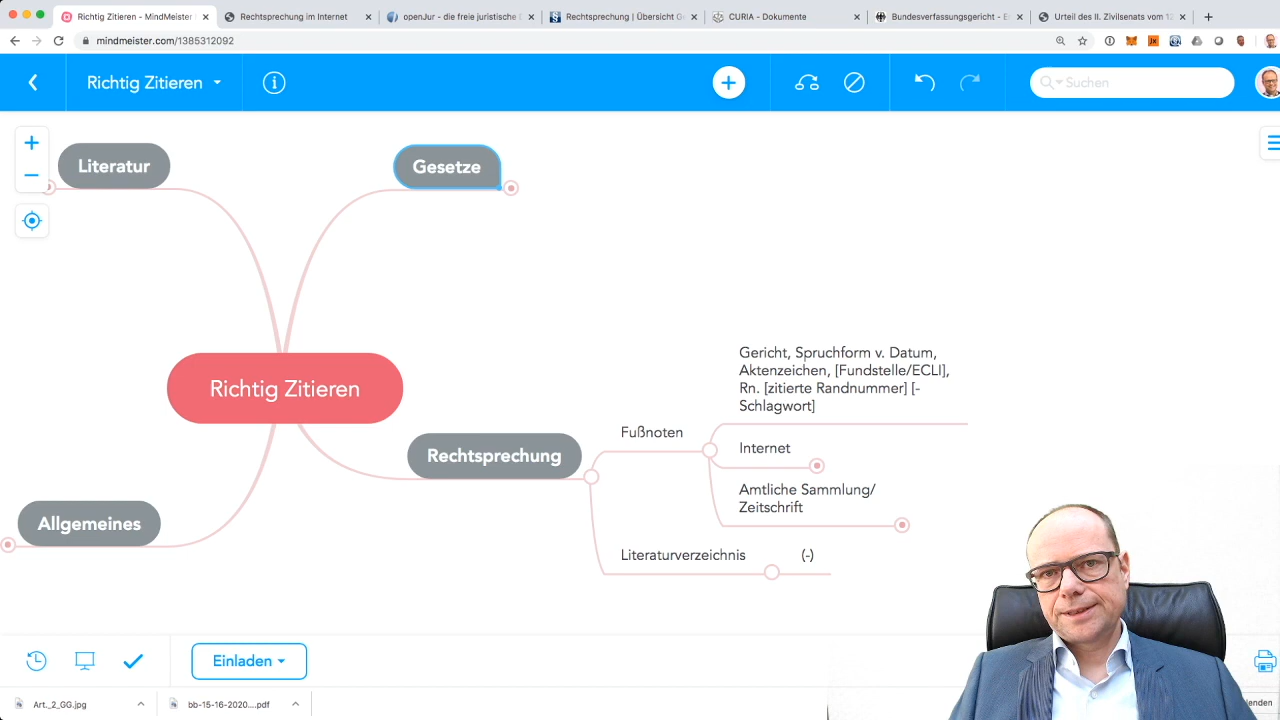 Richtig Zitieren - MindMeister
Rechtsprechung im Internet
openJur - die freie juristische
Rechtsprechung | Übersicht
CURIA - Dokumente
Bundesverfassungsgericht -
Urteil des II. Zivilsenats vom
mindmeister.com/1385312092
Richtig Zitieren
Suchen
Literatur
Gesetze
Richtig Zitieren
Allgemeines
Rechtsprechung
Fußnoten
Gericht, Spruchform v. Datum,
Aktenzeichen, [Fundstelle/ECLI],
Rn. [zitierte Randnummer] [-
Schlagwort]
Internet
Amtliche Sammlung/
Zeitschrift
Literaturverzeichnis
(-)
Einladen
Art._2_GG.jpg
bb-15-16-2020....pdf